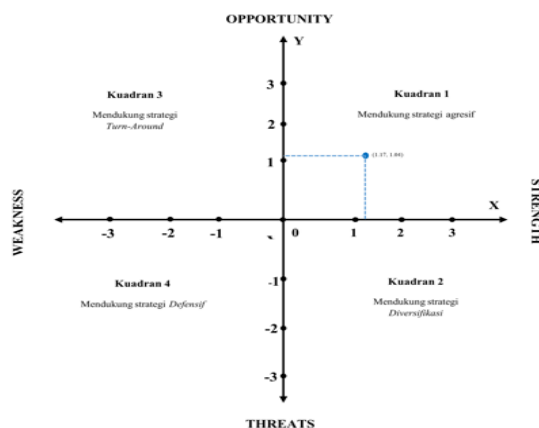 OPPORTUNITY
Y
3
Kuadran 3
Mendukung strategi
Turn-Around
Kuadran 1
Mendukung strategi agresif
2
1
X
WEAKNESS
STRENGTH
-3
-2
-1
0
1
2
3
-1
Kuadran 4
Mendukung strategi Defensif
Kuadran 2
Mendukung strategi
Diversifikasi
-2
-3
THREATS